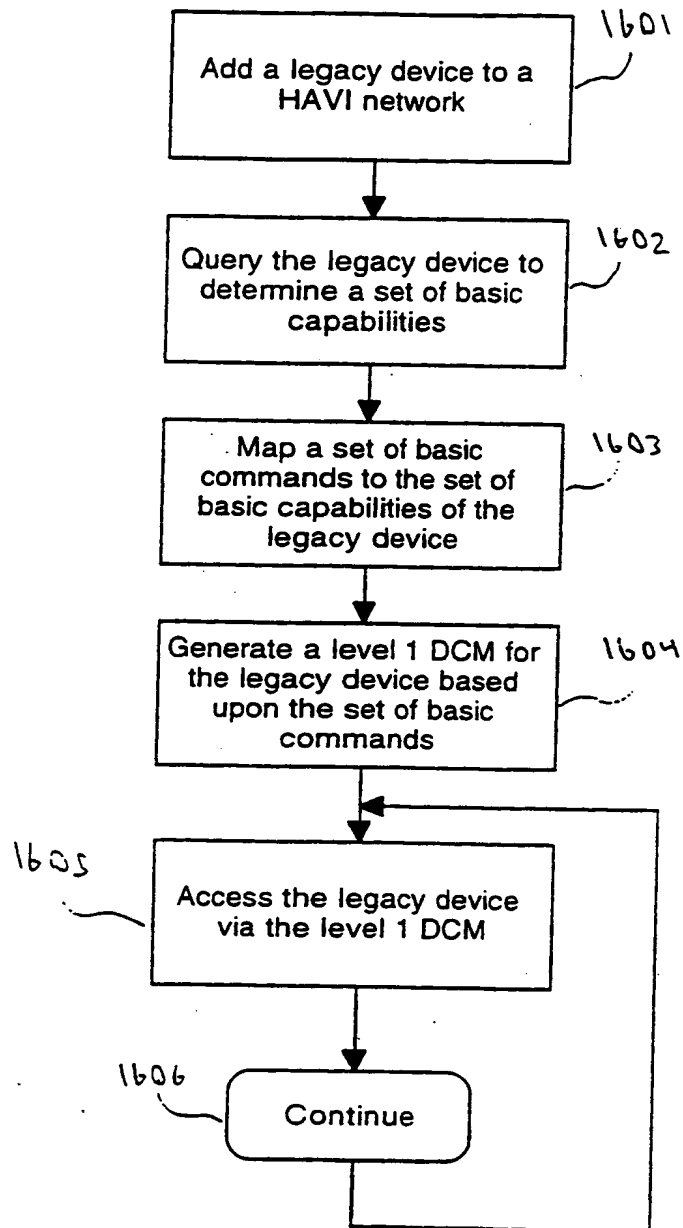 1601
Add a legacy device to a
HAVI network
1602
Query the legacy device to
determine a set of basic
capabilities
1603
Map a set of basic
commands to the set of
basic capabilities of the
legacy device
1604
Generate a level 1 DCM for
the legacy device based
upon the set of basic
commands
1605
Access the legacy device
via the level 1 DCM
1606
Continue